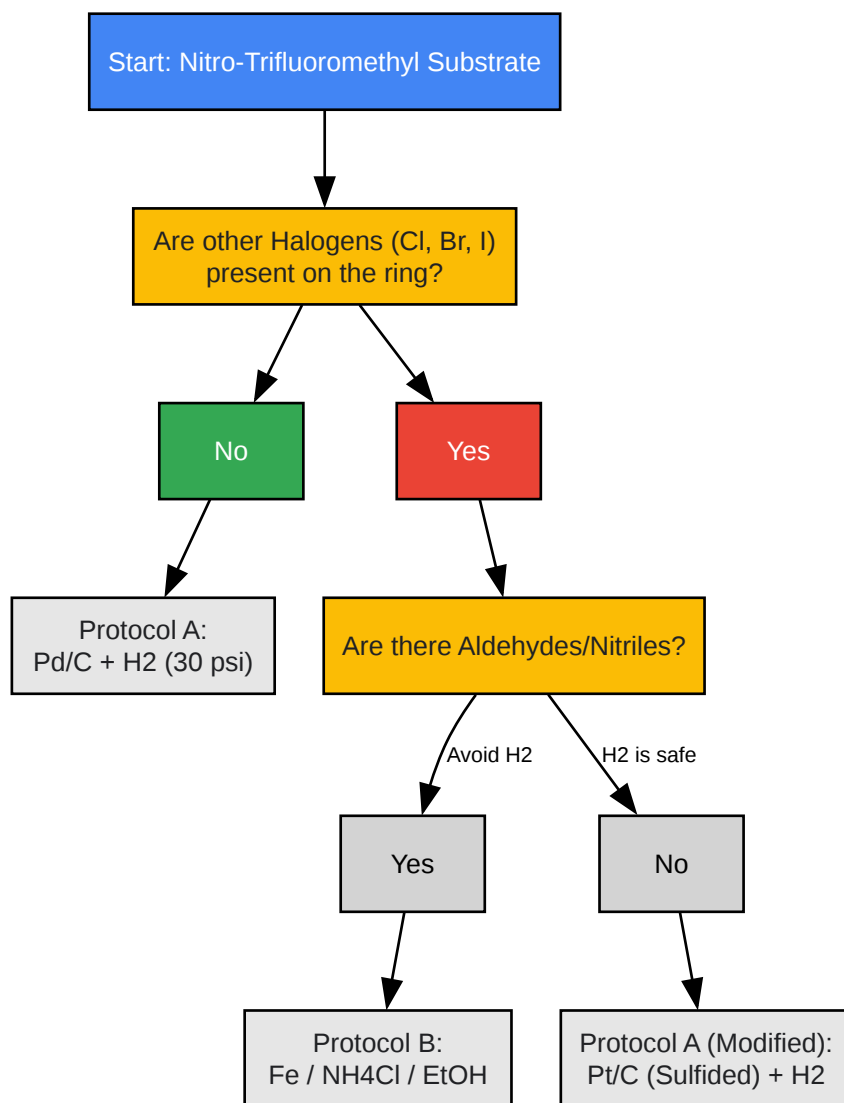 Start: Nitro-Trifluoromethyl Substrate
Are other Halogens (Cl, Br, I)
present on the ring?
No
Yes
Protocol A:
Pd/C + H2 (30 psi)
Are there Aldehydes/Nitriles?
Avoid H2
H2 is safe
Yes
No
Protocol B:
Fe / NH4Cl / EtOH
Protocol A (Modified):
Pt/C (Sulfided) + H2